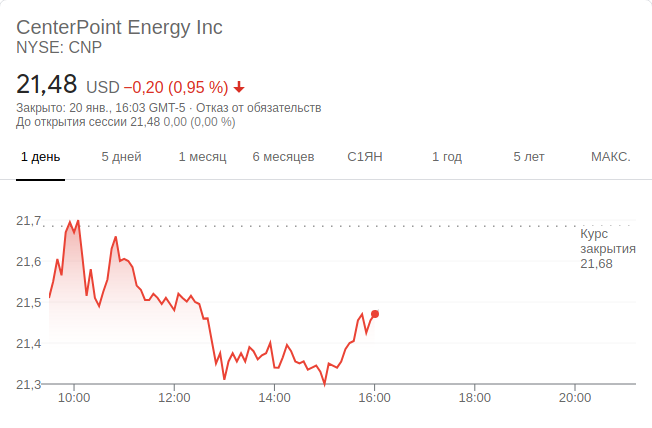 CenterPoint Energy Inc
NYSE: CNP
21,48 USD −0,20 (0,95 %)
Закрыто: 20 янв., 16:03 GMT-5 · Отказ от обязательств
До открытия сессии 21,48 0,00 (0,00 %)
1 день 5 дней 1 месяц 6 месяцев С1ЯН 1 год 5 лет МАКС.
21,7
Курс
закрытия
21,68
21,6
21,5
21,4
21,3
10:00 12:00 14:00 16:00 18:00 20:00